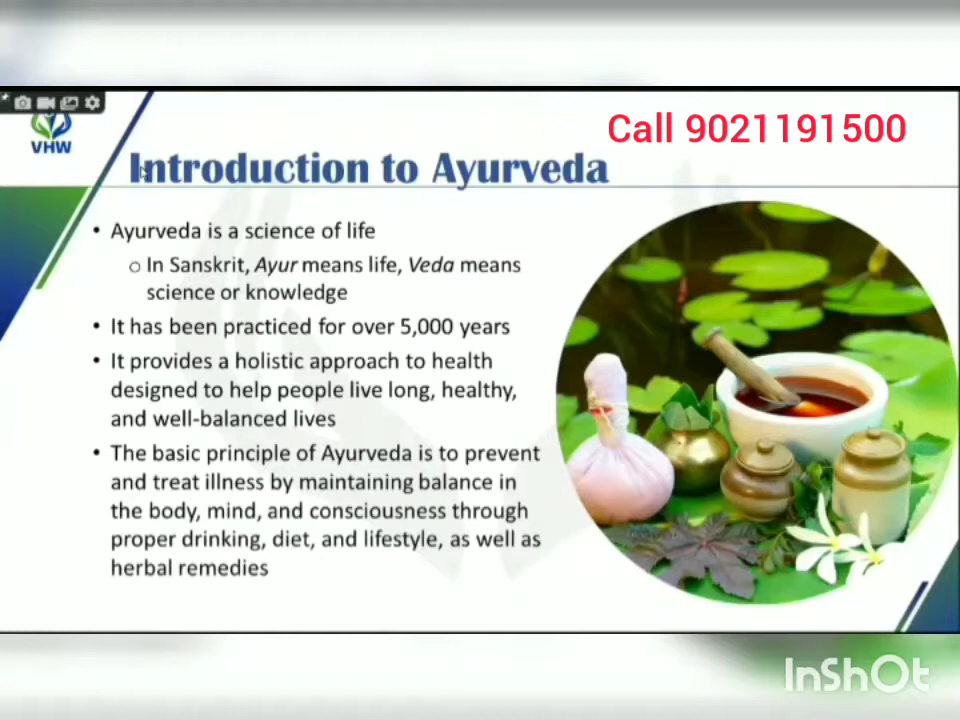 Call 9021191500
VHW
Introduction to Ayurveda
• Ayurveda is a science of life
o In Sanskrit, Ayur means life, Veda means
science or knowledge
• It has been practiced for over 5,000 years
• It provides a holistic approach to health
designed to help people live long, healthy,
and well-balanced lives
• The basic principle of Ayurveda is to prevent
and treat illness by maintaining balance in
the body, mind, and consciousness through
proper drinking, diet, and lifestyle, as well as
herbal remedies
InShOt